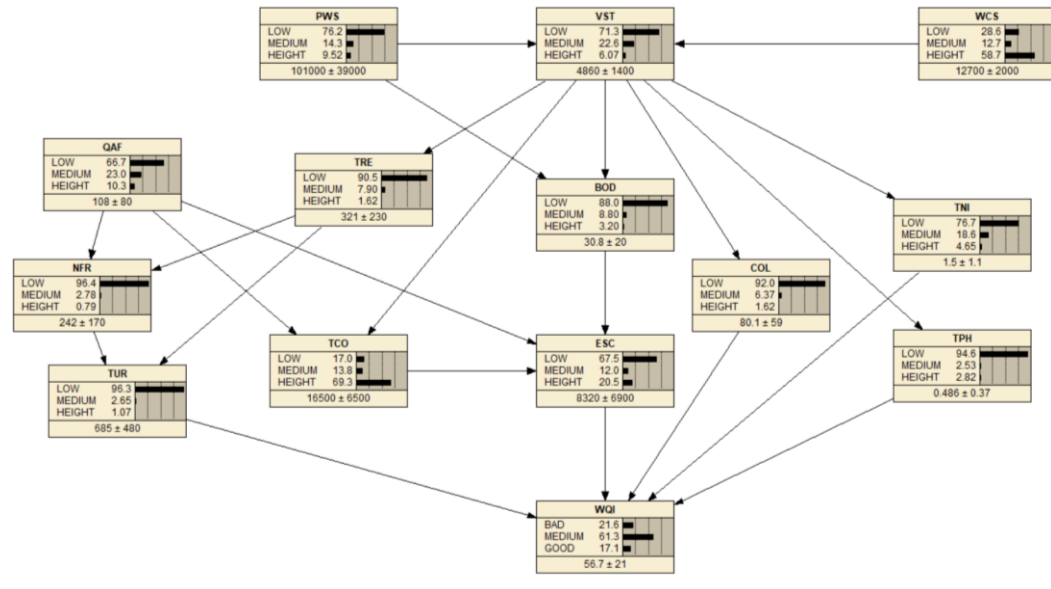 PWS
LOW 76.2
MEDIUM 14.3
HEIGHT 9.52
101000 ± 39000
VST
LOW 71.3
MEDIUM 22.6
HEIGHT 6.07
4860 ± 1400
WCS
LOW 28.6
MEDIUM 12.7
HEIGHT 58.7
12700 ± 2000
QAF
LOW 66.7
MEDIUM 23.0
HEIGHT 10.3
108 ± 80
TRE
LOW 90.5
MEDIUM 7.90
HEIGHT 1.62
321 ± 230
BOD
LOW 88.0
MEDIUM 8.80
HEIGHT 3.20
30.8 ± 20
TNI
LOW 76.7
MEDIUM 18.6
HEIGHT 4.65
1.5 ± 1.1
NFR
LOW 96.4
MEDIUM 2.78
HEIGHT 0.79
242 ± 170
COL
LOW 92.0
MEDIUM 6.37
HEIGHT 1.62
80.1 ± 59
TCO
LOW 17.0
MEDIUM 13.8
HEIGHT 69.3
16500 ± 6500
ESC
LOW 67.5
MEDIUM 12.0
HEIGHT 20.5
8320 ± 6900
TPH
LOW 94.6
MEDIUM 2.53
HEIGHT 2.82
0.486 ± 0.37
TUR
LOW 96.3
MEDIUM 2.65
HEIGHT 1.07
685 ± 480
WQI
BAD 21.6
MEDIUM 61.3
GOOD 17.1
56.7 ± 21